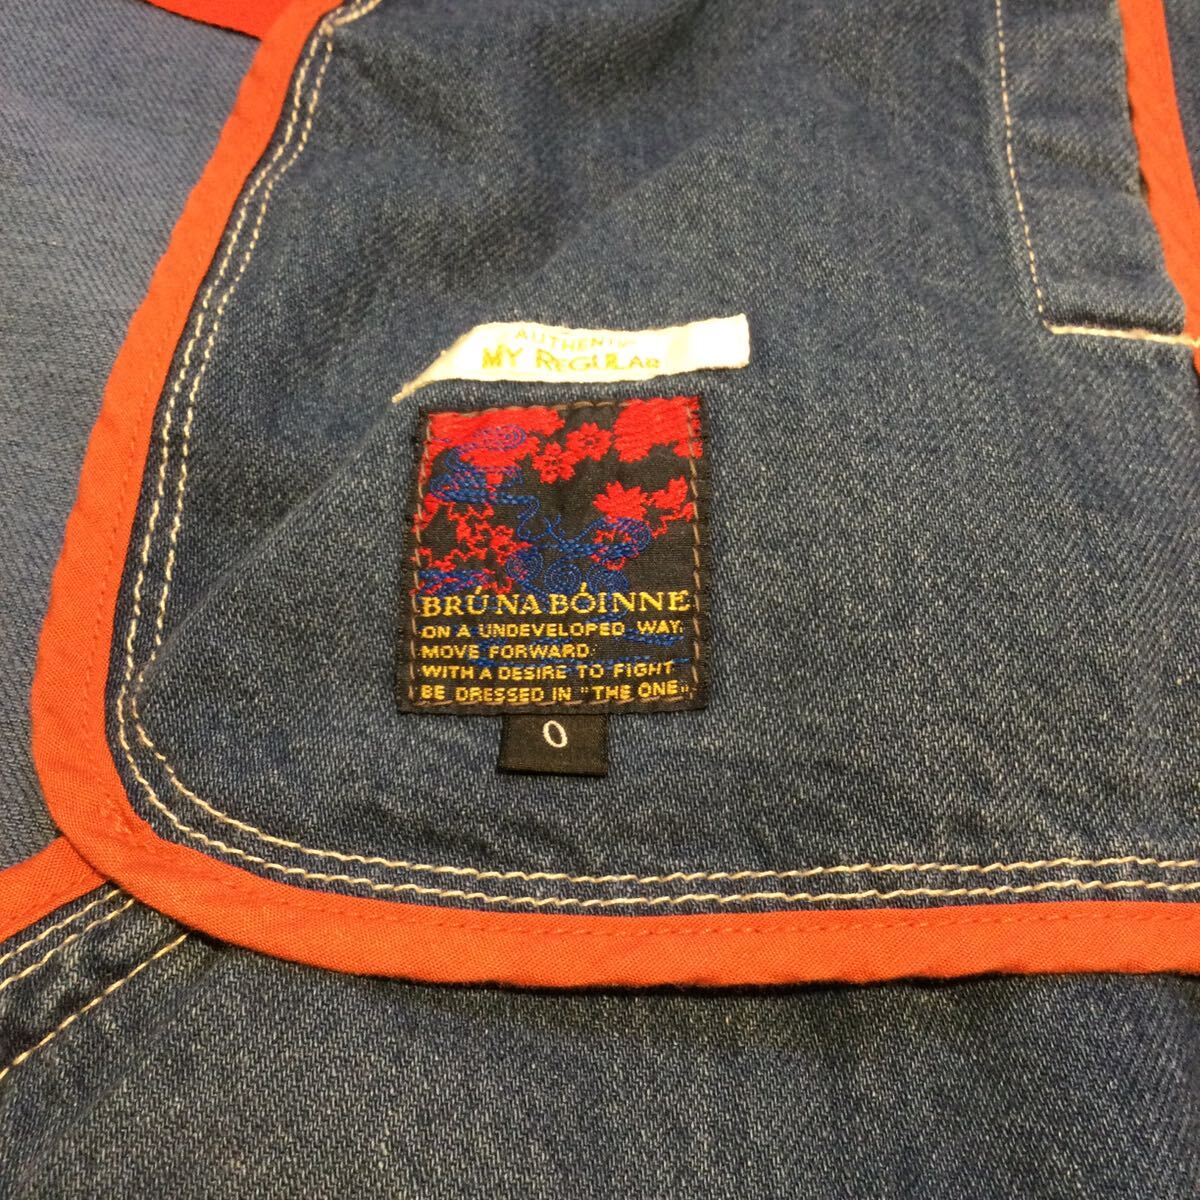 AUTHENTIC
MY REGULAR
BRÚ NA BÓINNE
ON A UNDEVELOPED WAY.
MOVE FORWARD
WITH A DESIRE TO FIGHT
BE DRESSED IN "THE ONE".
0